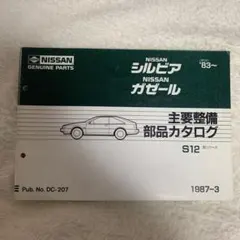 NISSAN
GENUINE PARTS
NISSAN
シルビア
NISSAN
ガゼール
'83~
主要整備
部品カタログ
S12
Pub. No. DC-207
1987-3